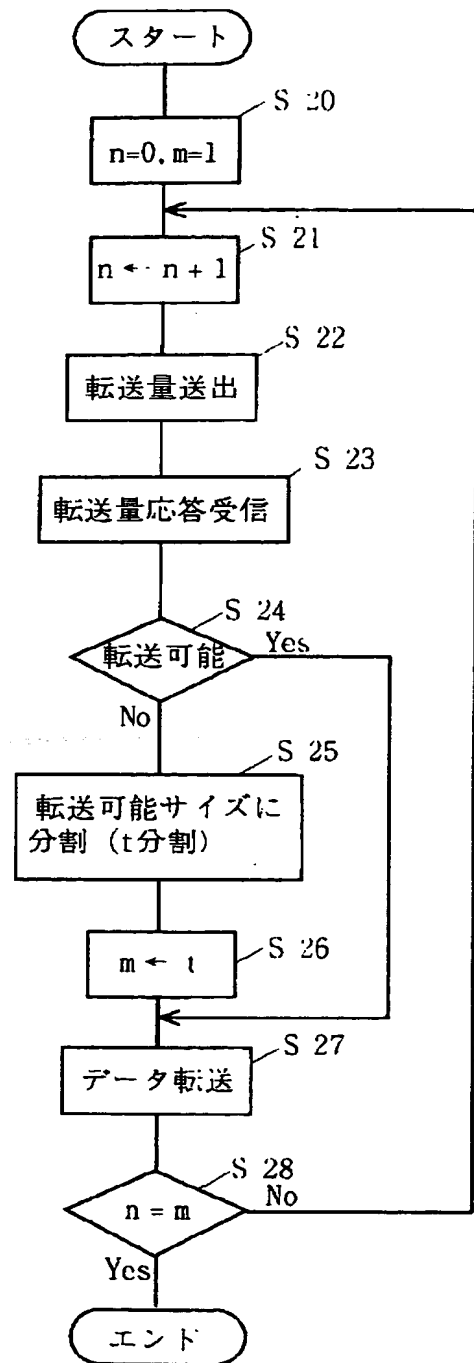 スタート
S 20
n=0, m=1
S 21
n ← n + 1
S 22
転送量送出
S 23
転送量応答受信
S 24
転送可能
Yes
No
S 25
転送可能サイズに
分割 (t分割)
m ← t
S 26
S 27
データ転送
S 28
n = m
No
Yes
エンド